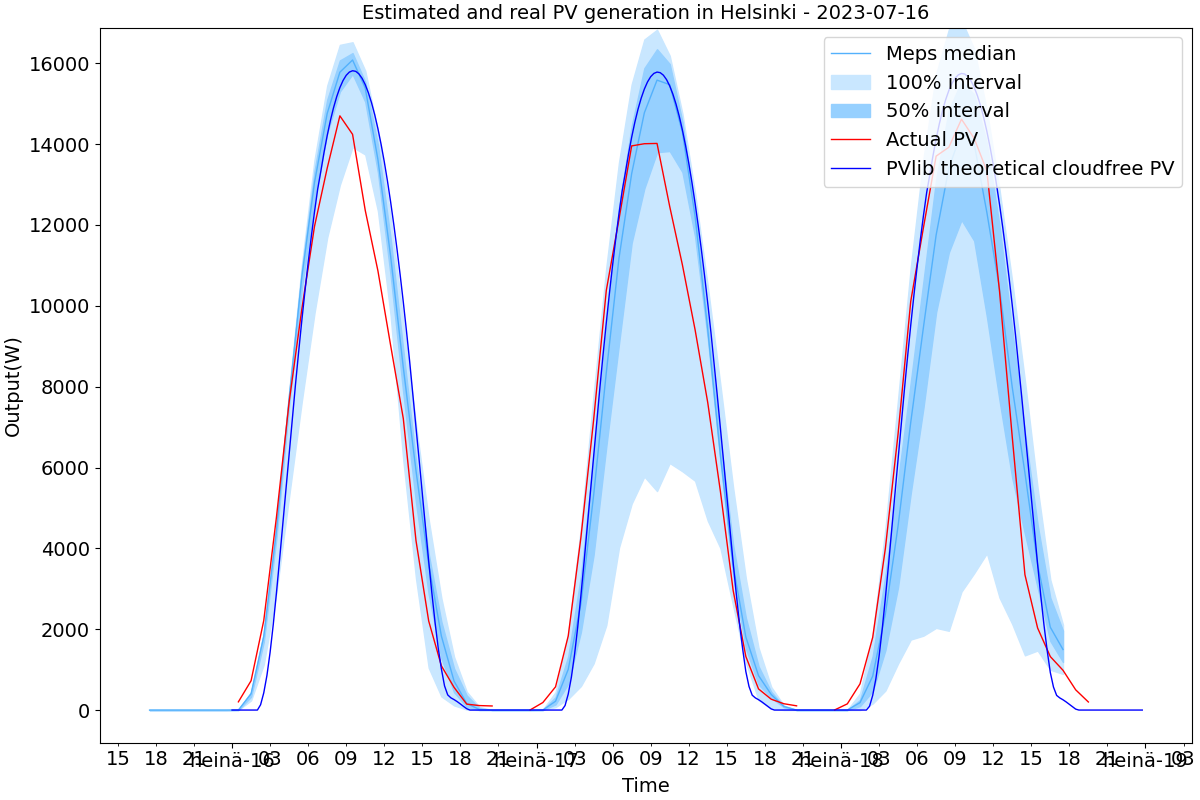 Estimated and real PV generation in Helsinki - 2023-07-16
Meps median
100% interval
50% interval
Actual PV
PVlib theoretical cloudfree PV
16000
14000
12000
10000
8000
6000
4000
2000
0
Output(W)
15 18 21 heinä-16 03 06 09 12 15 18 21 heinä-17 03 06 09 12 15 18 21 heinä-18 03 06 09 12 15 18 21 heinä-19 03
Time